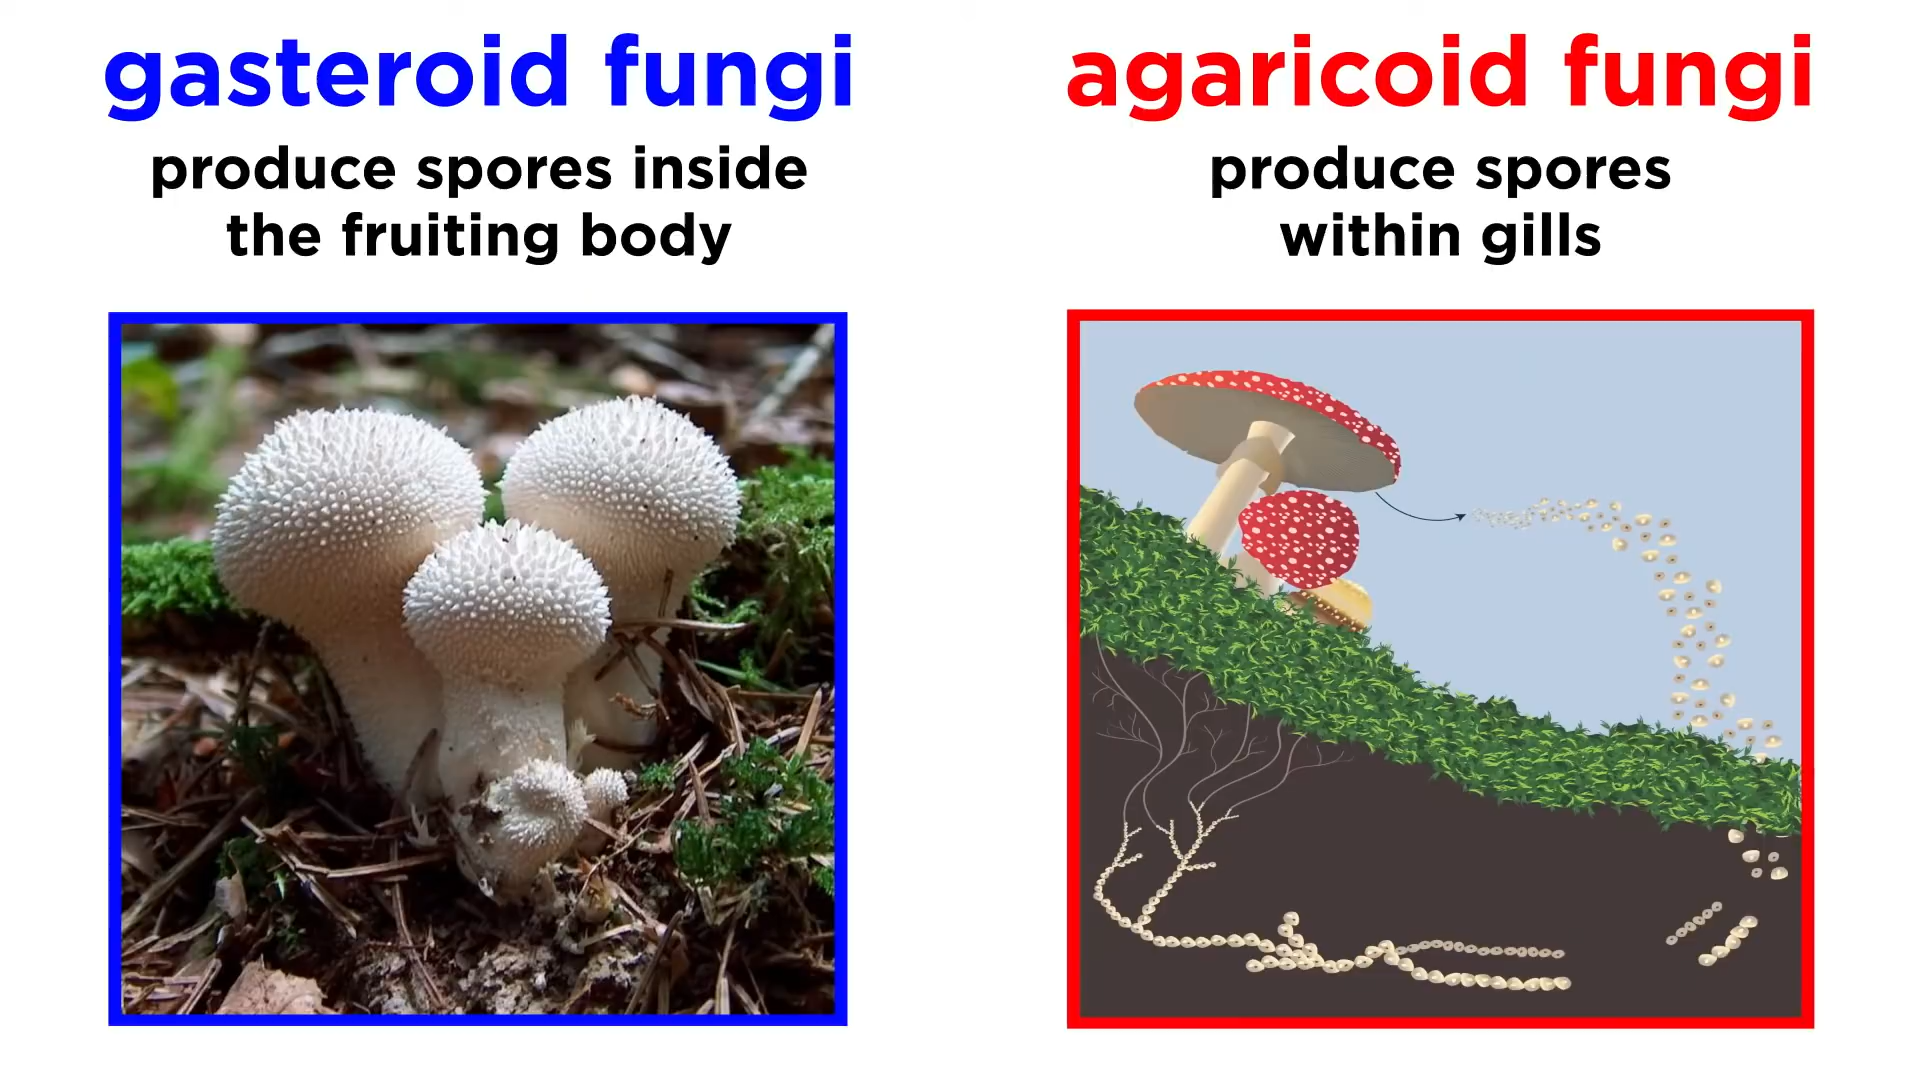 gasteroid fungi
produce spores inside
the fruiting body
agaricoid fungi
produce spores
within gills